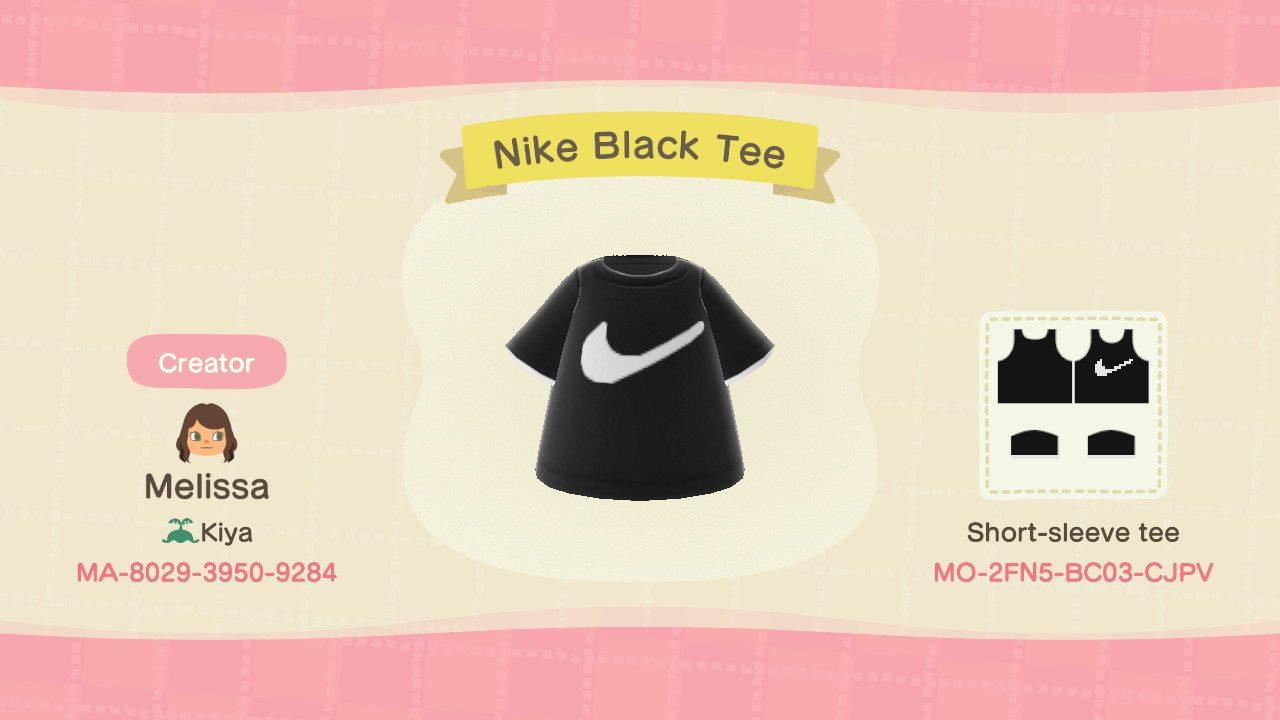 Nike Black Tee
Creator
Melissa
Kiya
MA-8029-3950-9284
Short-sleeve tee
MO-2FN5-BC03-CJPV